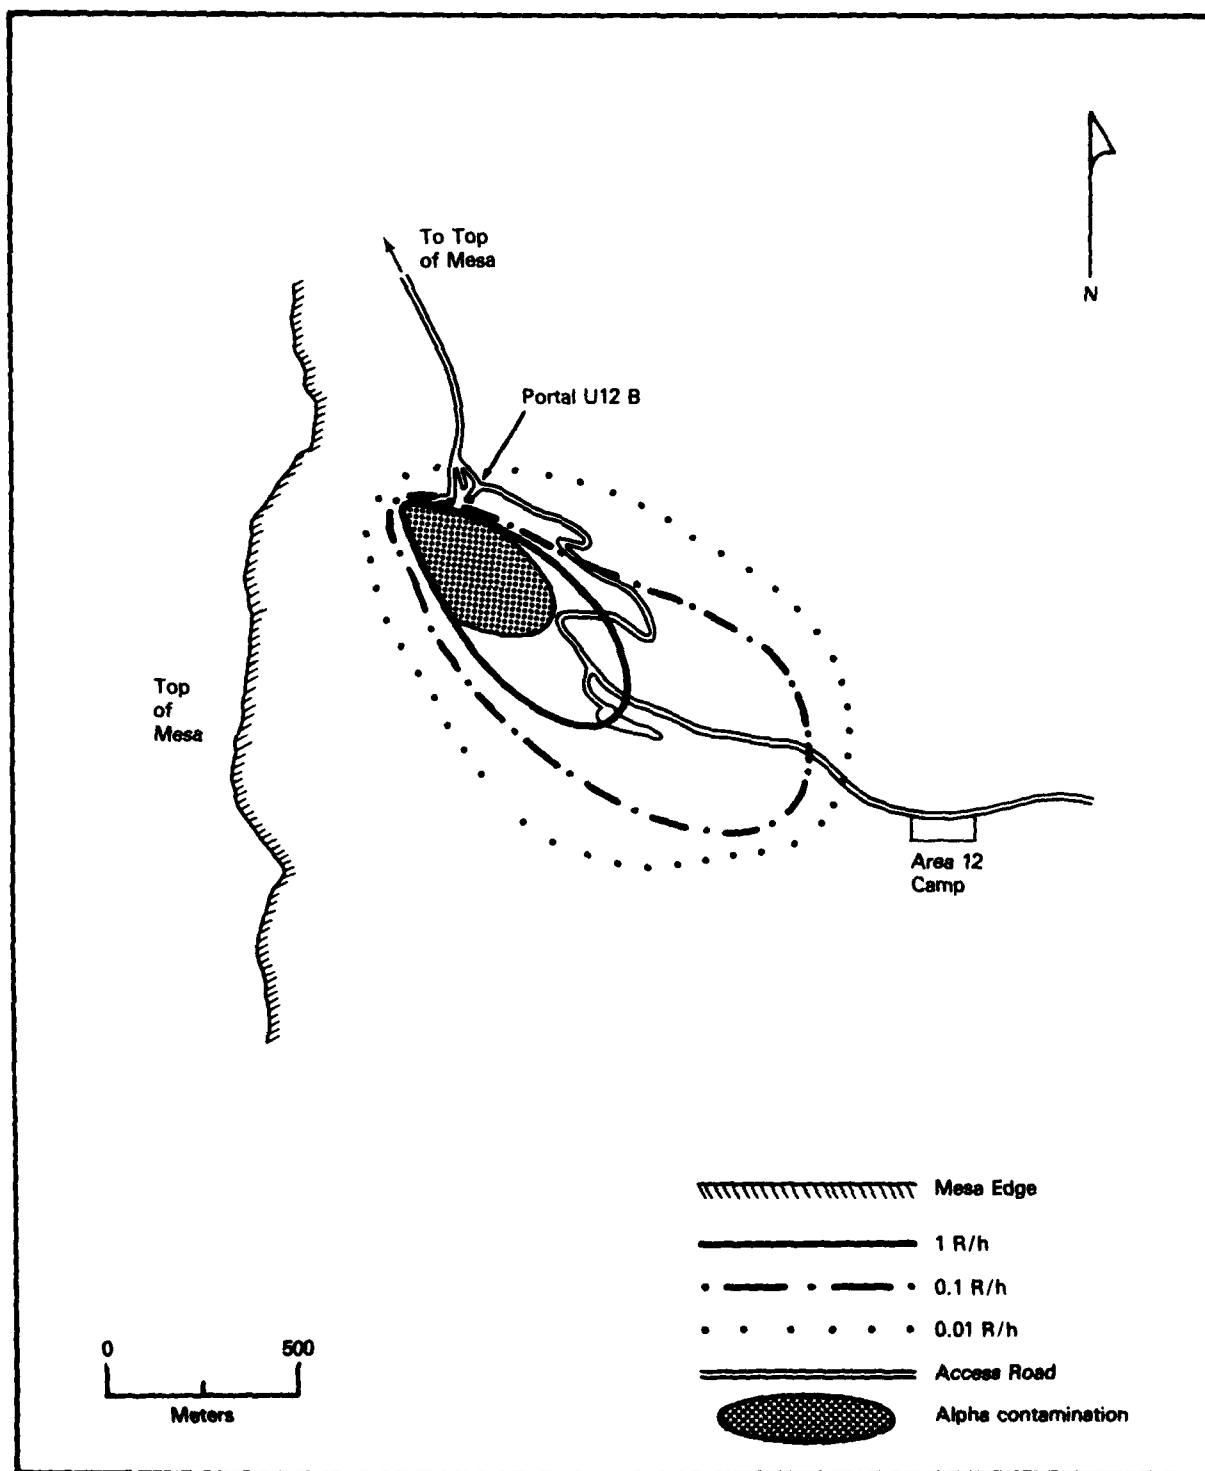 To Top
of Mesa
N
Portal U12 B
Top
of
Mesa
Area 12
Camp
Mesa Edge
1 R/h
0.1 R/h
0.01 R/h
Access Road
Alpha contamination
0 500
Meters